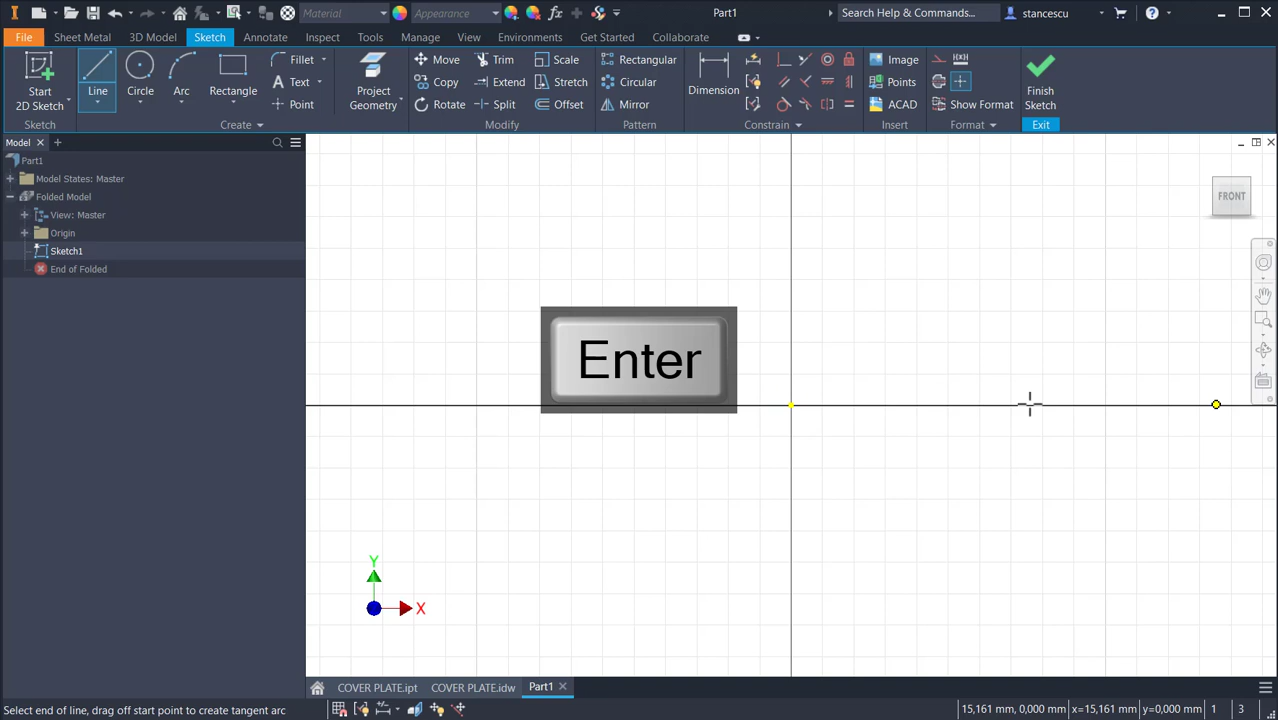 Material
Appearance
Part1
Search Help & Commands...
stancescu
File
Sheet Metal
3D Model
Sketch
Annotate
Inspect
Tools
Manage
View
Environments
Get Started
Collaborate
Start
2D Sketch
Line
Circle
Arc
Rectangle
Fillet
Text
Point
Project
Geometry
Move
Copy
Rotate
Trim
Extend
Split
Scale
Stretch
Offset
Rectangular
Circular
Mirror
Dimension
Image
Points
ACAD
Show Format
Finish
Sketch
Sketch
Create
Modify
Pattern
Constrain
Insert
Format
Exit
Model
Part1
Model States: Master
Folded Model
View: Master
Origin
Sketch1
End of Folded
FRONT
Enter
Y
X
COVER PLATE.ipt
COVER PLATE.idw
Part1
Select end of line, drag off start point to create tangent arc
15,161 mm, 0,000 mm
x=15,161 mm
y=0,000 mm
1
3